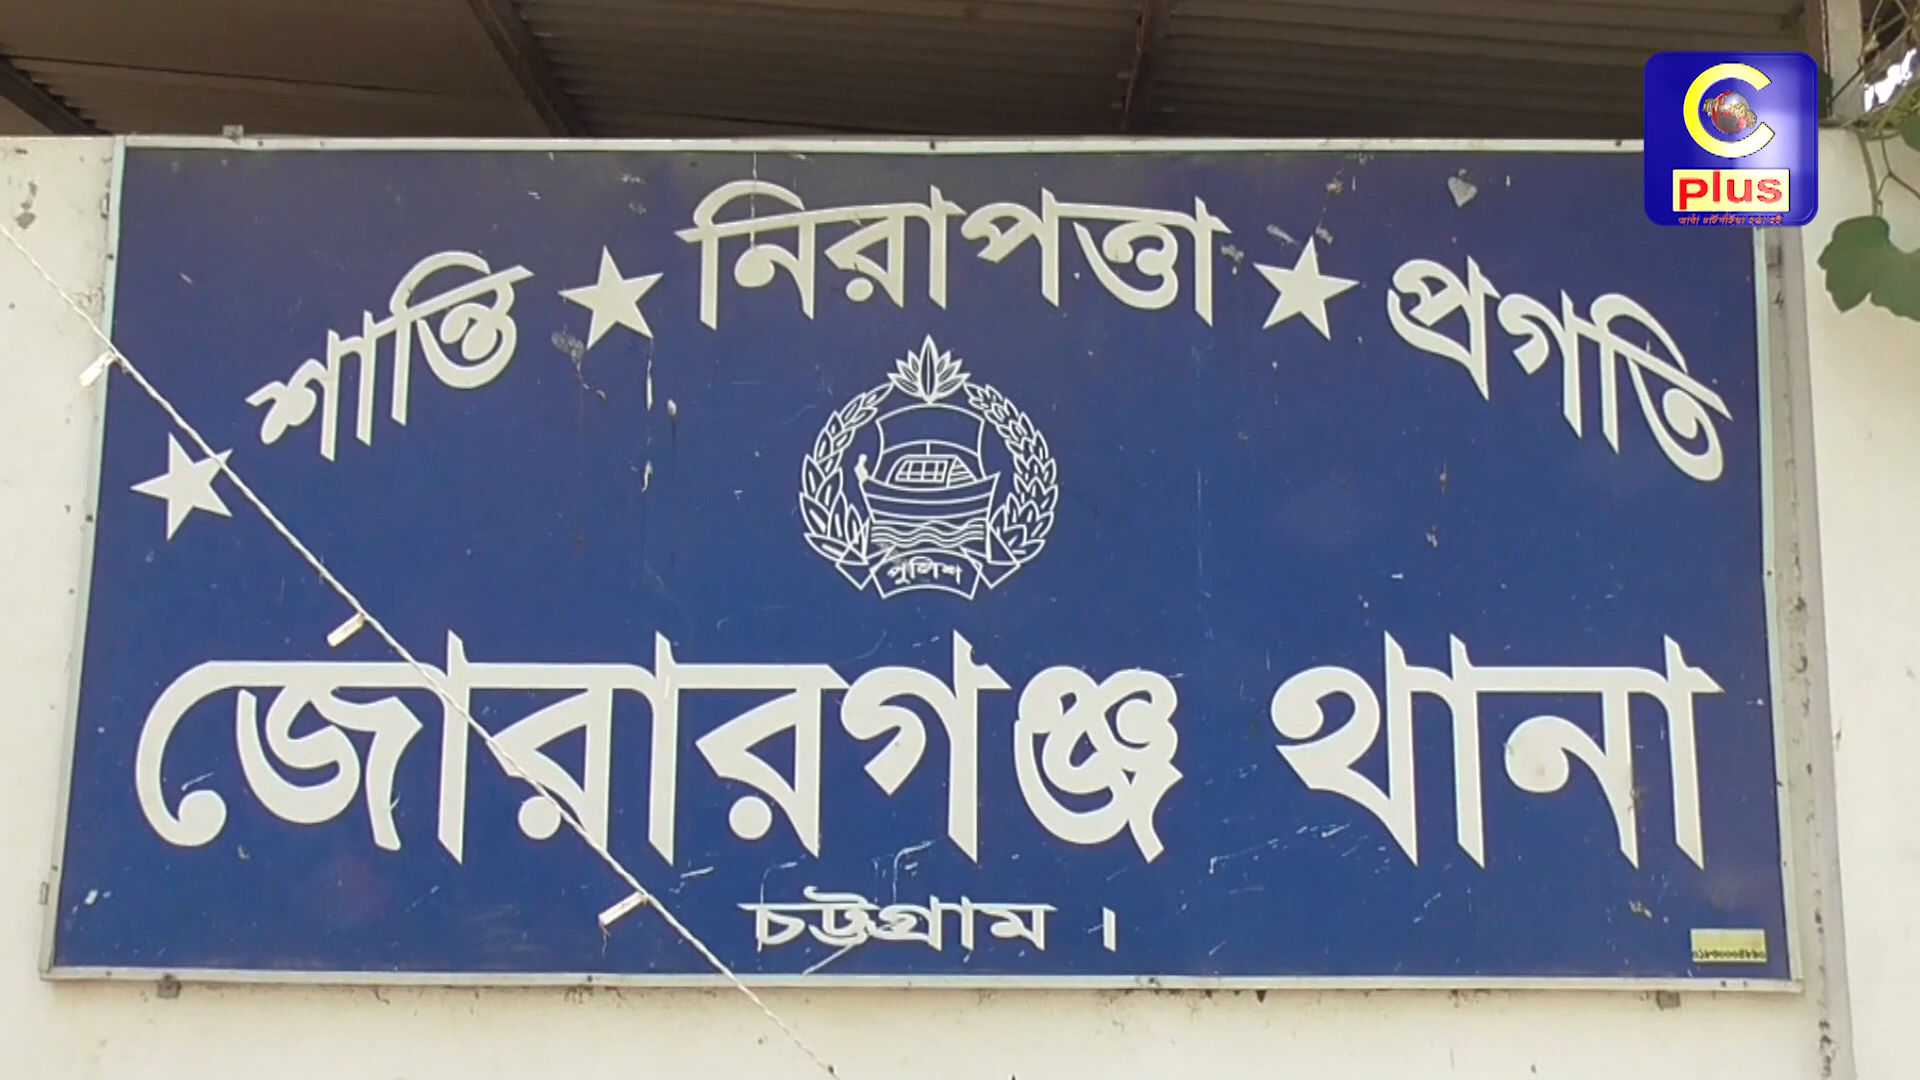 শান্তি ★ নিরাপত্তা ★ প্রগতি
পুলিশ
জোরারগঞ্জ থানা
চট্টগ্রাম ।
C
plus